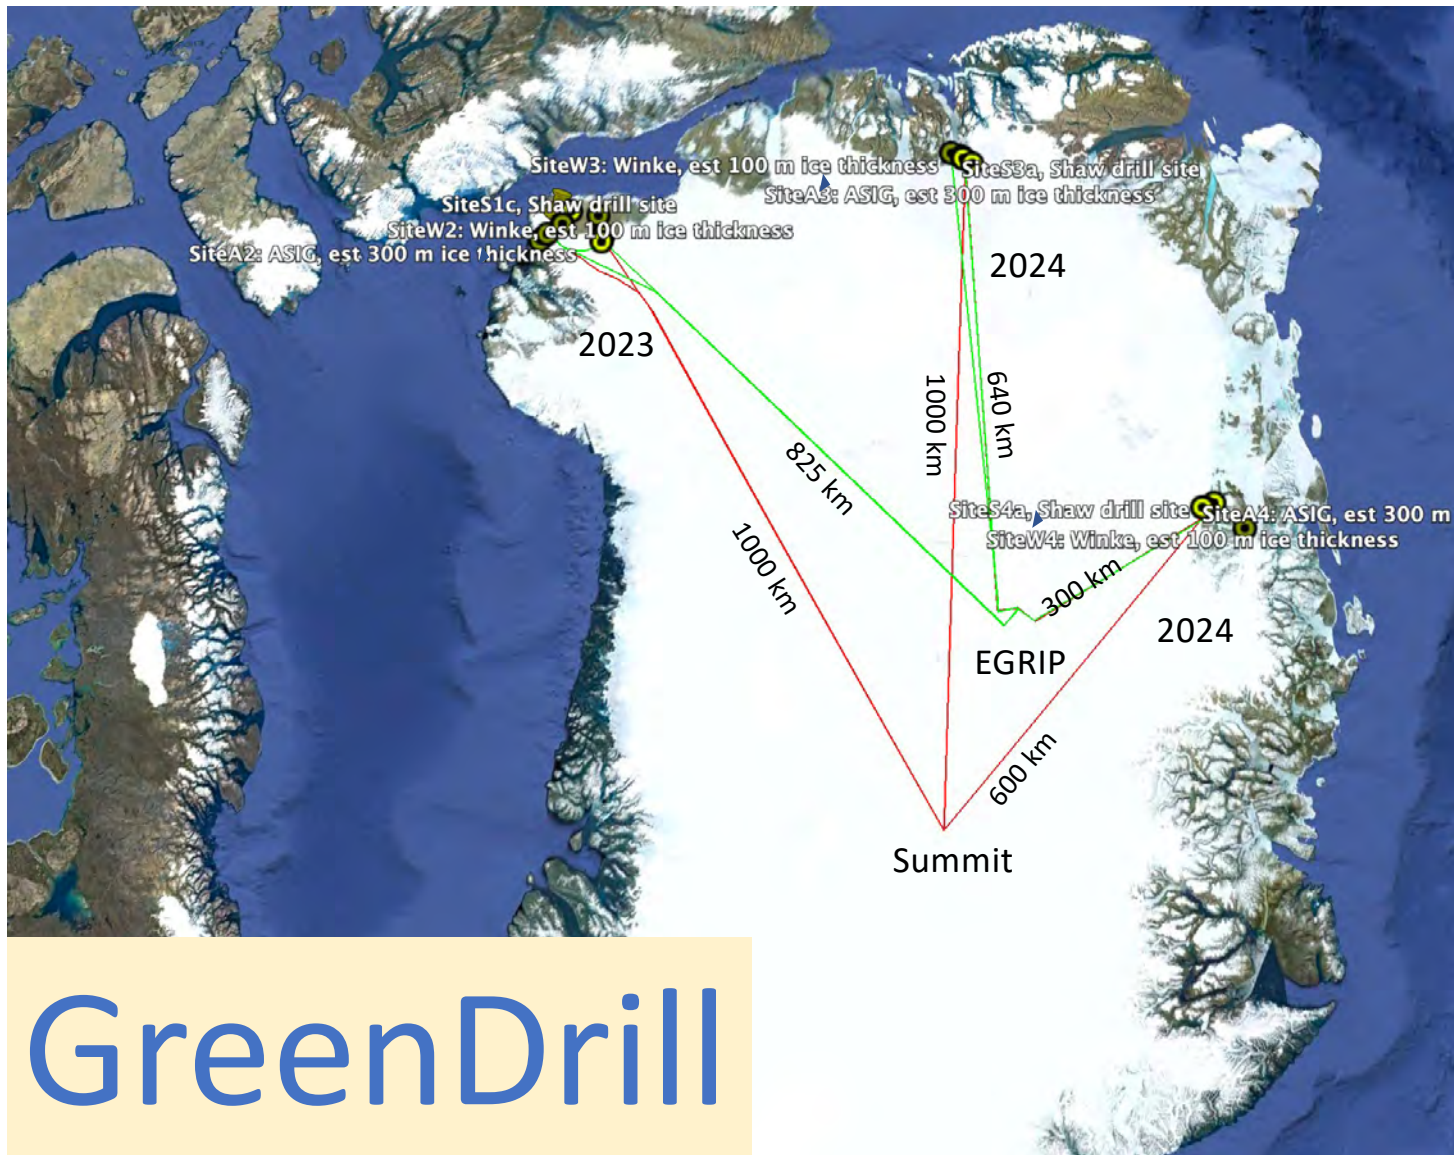 SiteW3: Winke, est 100 m ice thickness
SiteS3a, Shaw drill site
SiteA3: ASIG, est 300 m ice thickness
SiteS1c, Shaw drill site
SiteW2: Winke, est 100 m ice thickness
SiteA2: ASIG, est 300 m ice thickness
2024
2023
1000 km
640 km
825 km
1000 km
SiteS4a, Shaw drill site
SiteA4: ASIG, est 300 m
SiteW4: Winke, est 100 m ice thickness
300 km
2024
EGRIP
600 km
Summit
GreenDrill